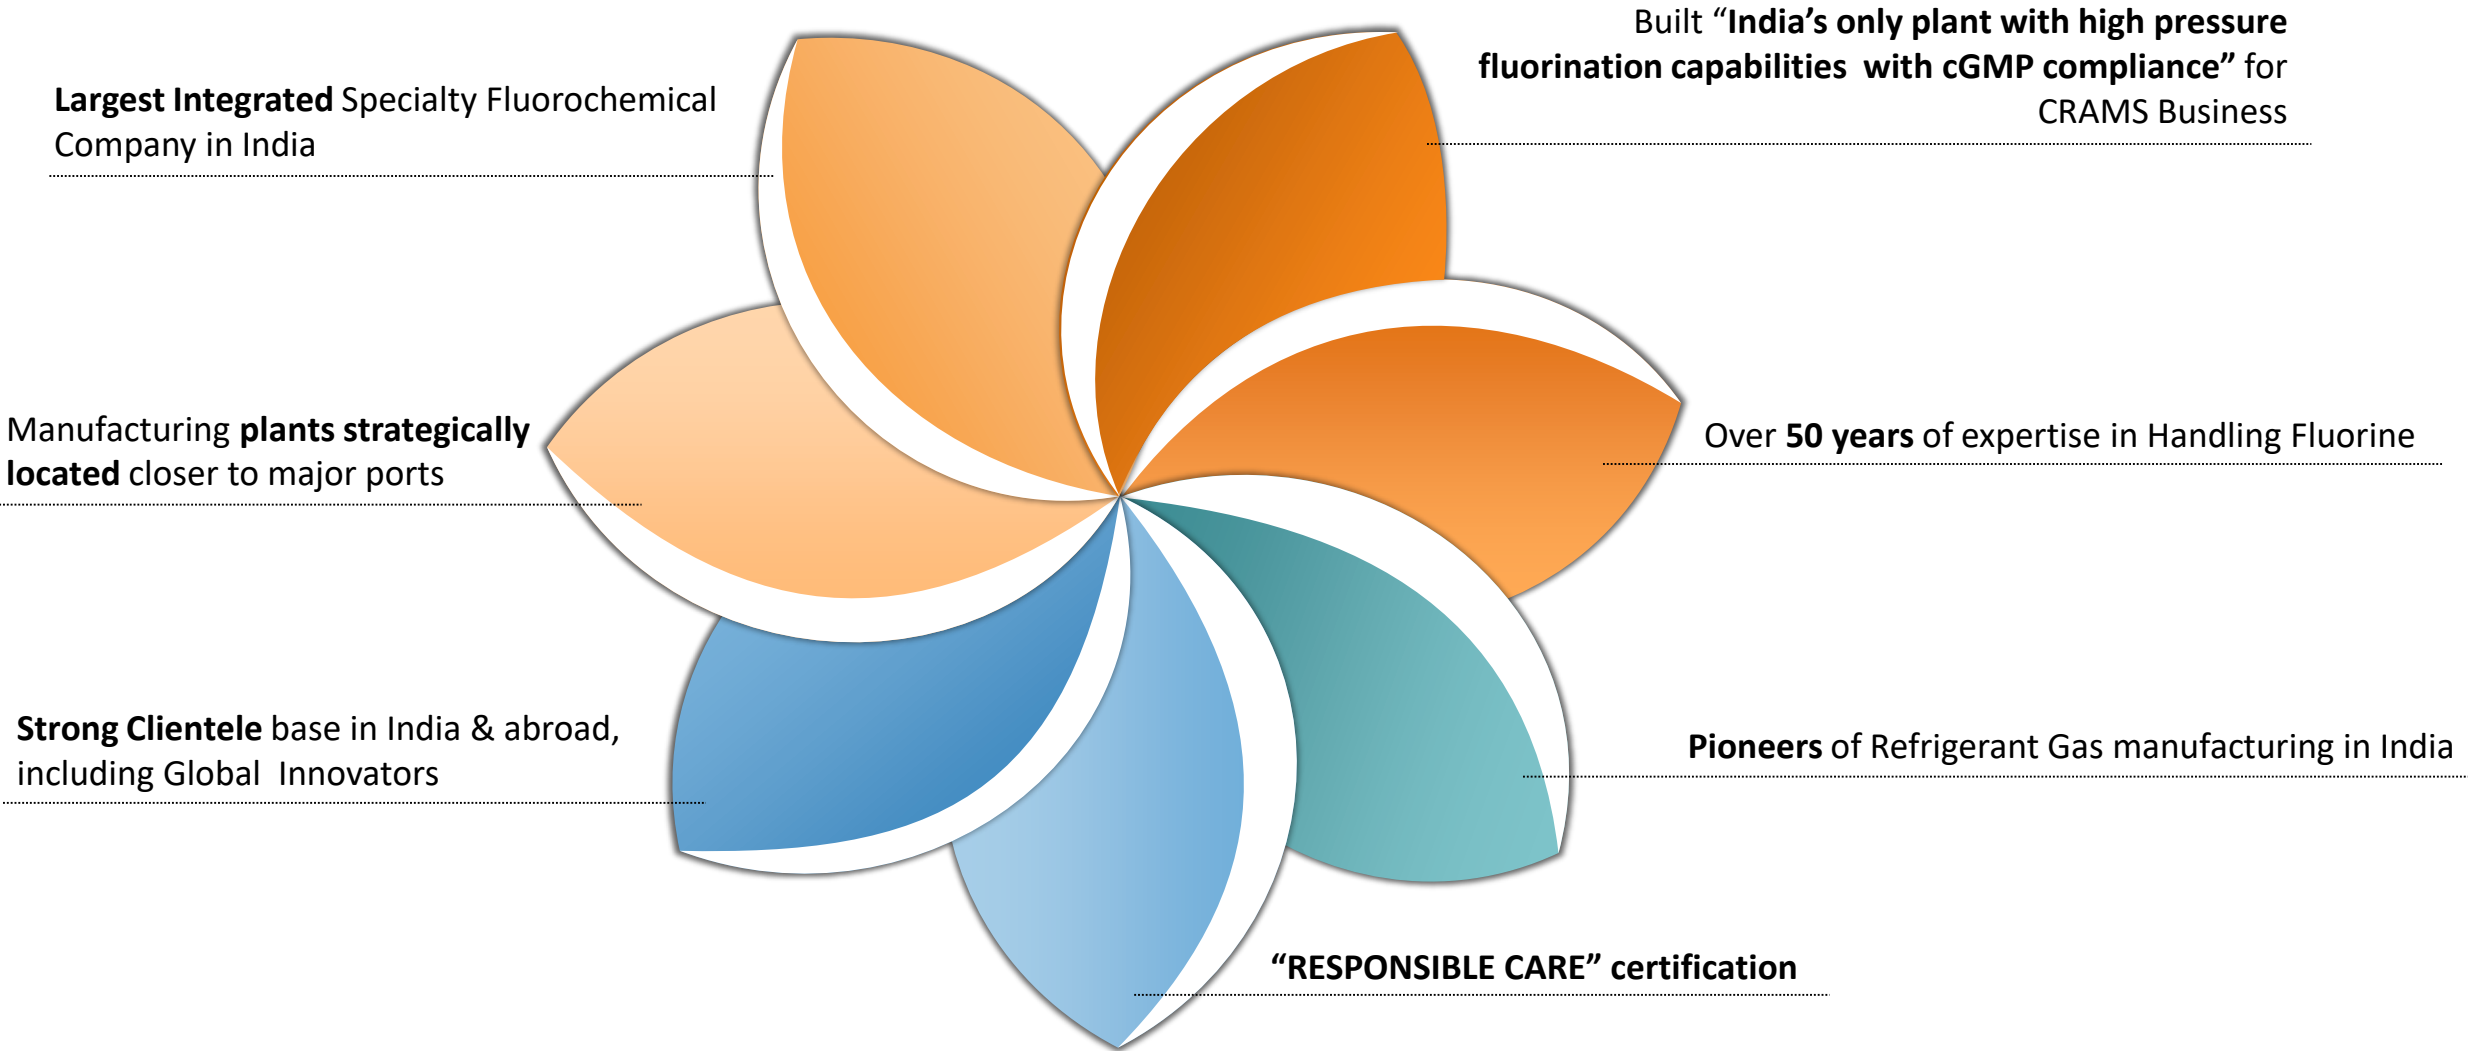 Built “India’s only plant with high pressure
fluorination capabilities with cGMP compliance” for
CRAMS Business
Largest Integrated Specialty Fluorochemical
Company in India
Manufacturing plants strategically
located closer to major ports
Over 50 years of expertise in Handling Fluorine
Strong Clientele base in India & abroad,
including Global Innovators
Pioneers of Refrigerant Gas manufacturing in India
“RESPONSIBLE CARE” certification